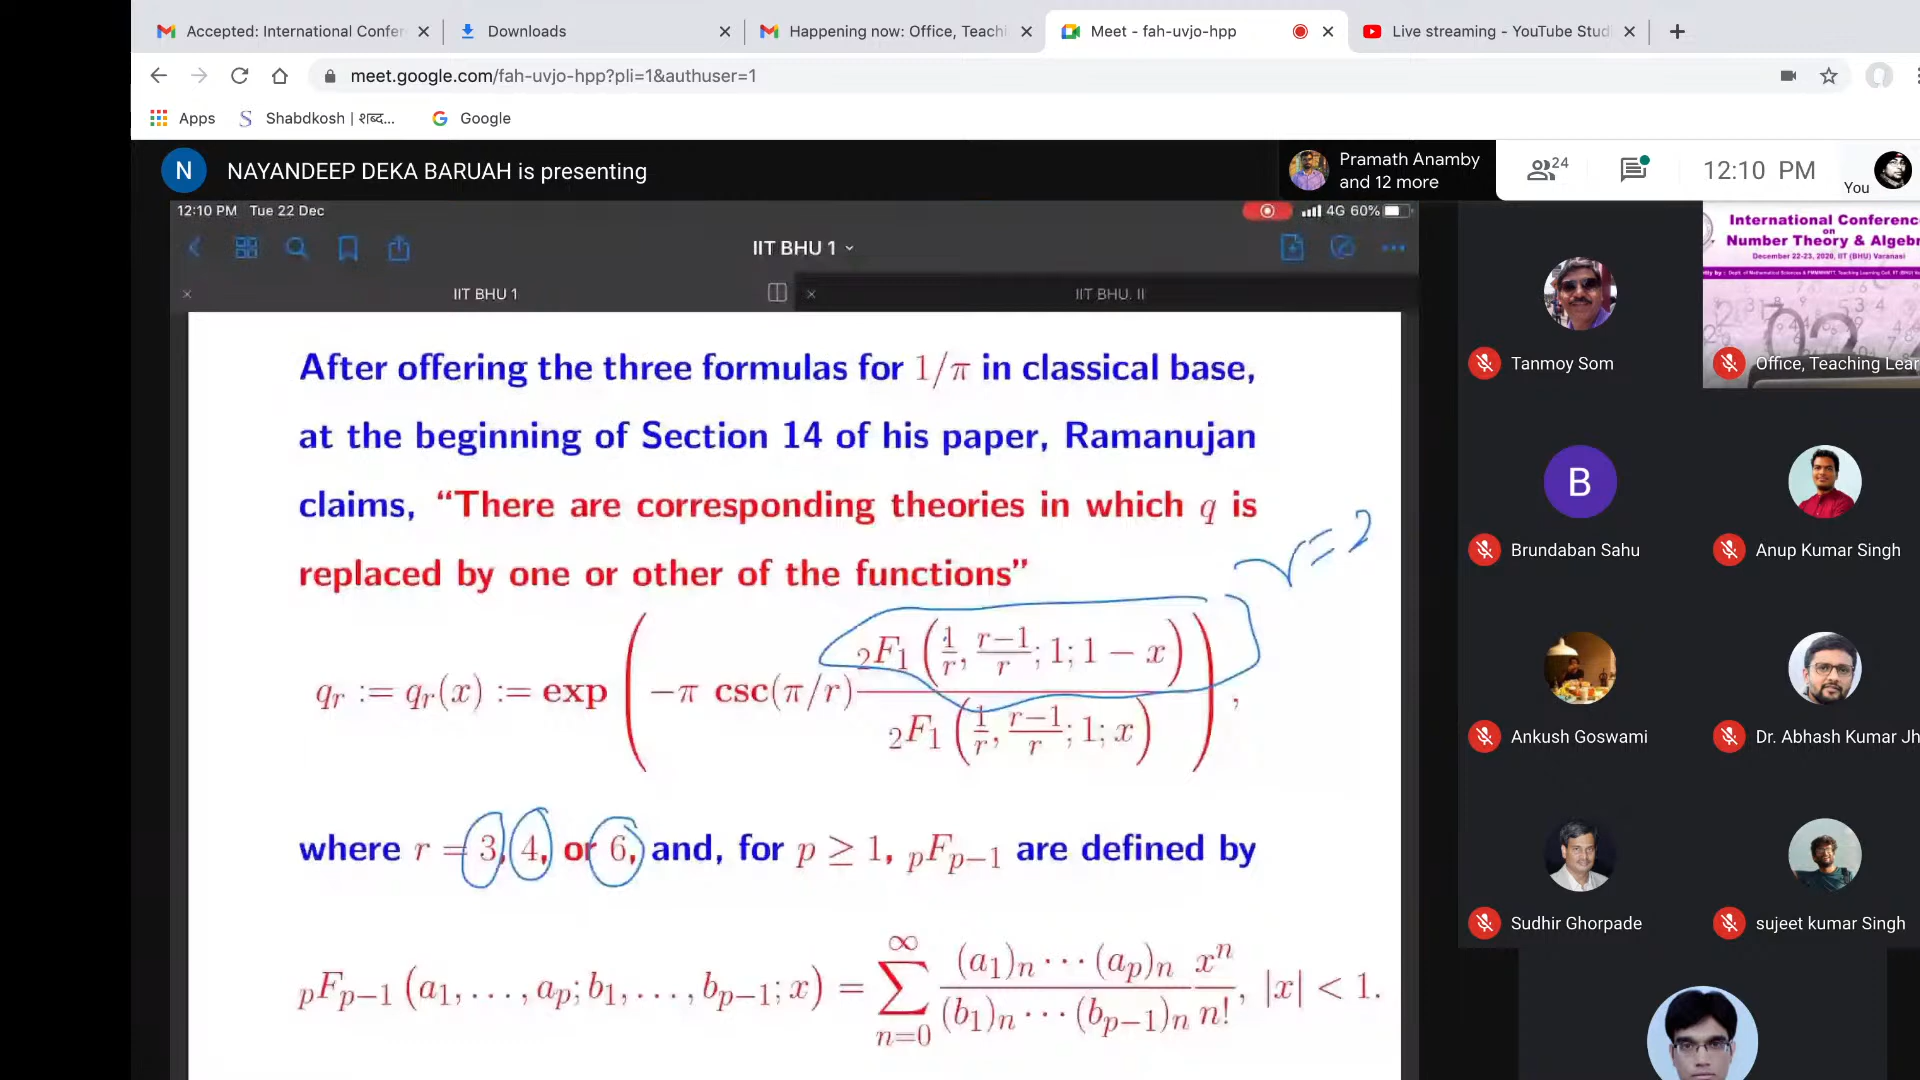 Accepted: International Confer
Downloads
Happening now: Office, Teachi
Meet - fah-uvjo-hpp
Live streaming - YouTube Stud
meet.google.com/fah-uvjo-hpp?pli=1&authuser=1
Apps
Shabdkosh | शब्द...
Google
N
NAYANDEEP DEKA BARUAH is presenting
Pramath Anamby
and 12 more
24
12:10 PM
You
12:10 PM Tue 22 Dec
4G 60%
IIT BHU 1
IIT BHU 1
IIT BHU. II
After offering the three formulas for 1/π in classical base,
at the beginning of Section 14 of his paper, Ramanujan
claims, “There are corresponding theories in which q is
replaced by one or other of the functions”
r=2
q_r := q_r(x) := exp ( −π csc(π/r) ₂F₁(1/r, (r−1)/r; 1; 1 − x) / ₂F₁(1/r, (r−1)/r; 1; x) ),
where r = 3, 4, or 6, and, for p ≥ 1, ₚFₚ₋₁ are defined by
ₚFₚ₋₁ (a₁, . . . , aₚ; b₁, . . . , bₚ₋₁; x) = ∑_{n=0}^{∞} (a₁)ₙ · · · (aₚ)ₙ / (b₁)ₙ · · · (bₚ₋₁)ₙ xⁿ/n!, |x| < 1.
International Conferenc
on
Number Theory & Algebr
December 22-23, 2020, IIT (BHU) Varanasi
Tanmoy Som
Office, Teaching Lear
B
Brundaban Sahu
Anup Kumar Singh
Ankush Goswami
Dr. Abhash Kumar Jh
Sudhir Ghorpade
sujeet kumar Singh